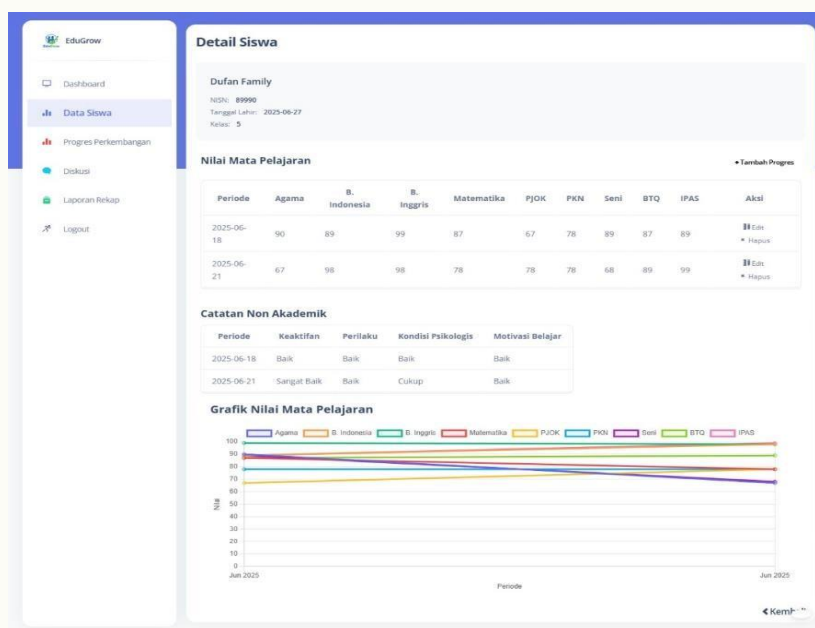 EduGrow
Dashboard
Data Siswa
Progres Perkembangan
Diskusi
Laporan Rekap
Logout
Detail Siswa
Dufan Family
NISN: 89990
Tanggal Lahir: 2025-06-27
Kelas: 5
Nilai Mata Pelajaran
Tambah Progres
Periode Agama B. Indonesia B. Inggris Matematika PJOK PKN Seni BTQ IPAS Aksi
2025-06-18 90 89 99 87 67 78 89 87 89 Edit
Hapus
2025-06-21 67 98 98 78 78 78 68 89 99 Edit
Hapus
Catatan Non Akademik
Periode Keaktifan Perilaku Kondisi Psikologis Motivasi Belajar
2025-06-18 Baik Baik Baik Baik
2025-06-21 Sangat Baik Baik Cukup Baik
Grafik Nilai Mata Pelajaran
Agama B. Indonesia B. Inggris Matematika PJOK PKN Seni BTQ IPAS
100
90
80
70
60
50
40
30
20
10
0
Nilai
Jun 2025 Jun 2025
Periode